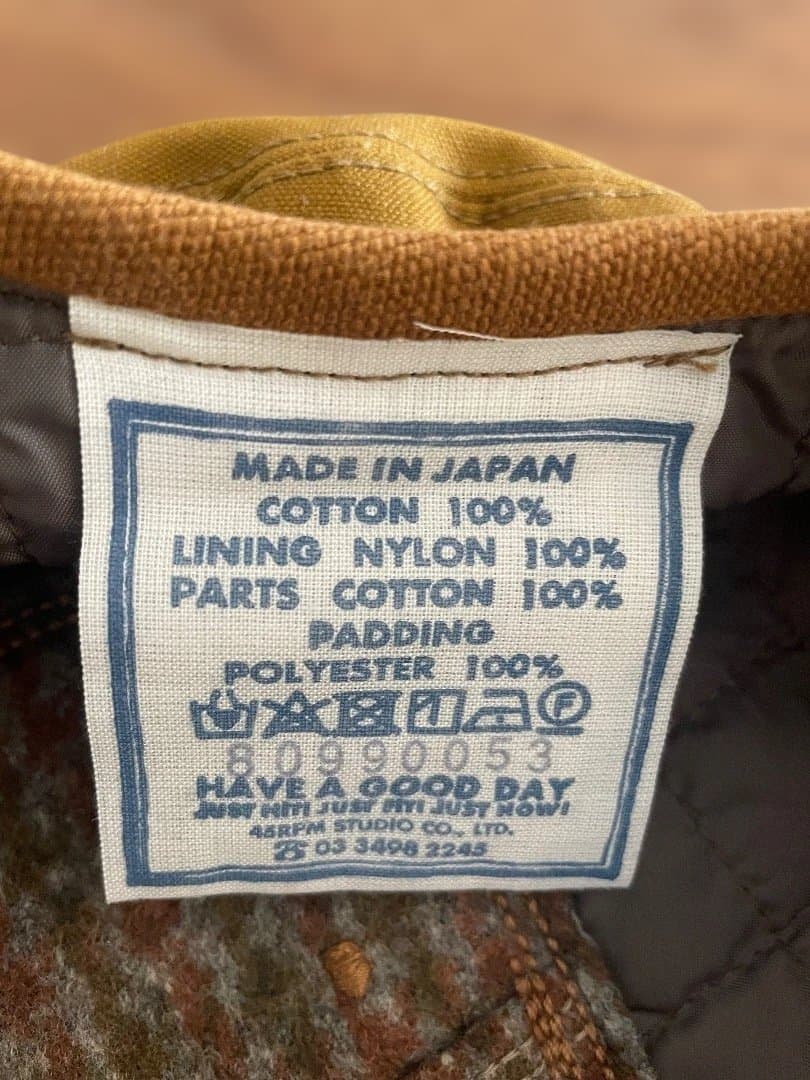 MADE IN JAPAN
COTTON 100%
LINING NYLON 100%
PARTS COTTON 100%
PADDING
POLYESTER 100%
F
80990053
HAVE A GOOD DAY
JUST HIT! JUST FIT! JUST NOW!
45RPM STUDIO CO., LTD.
☎ 03 3498 2245